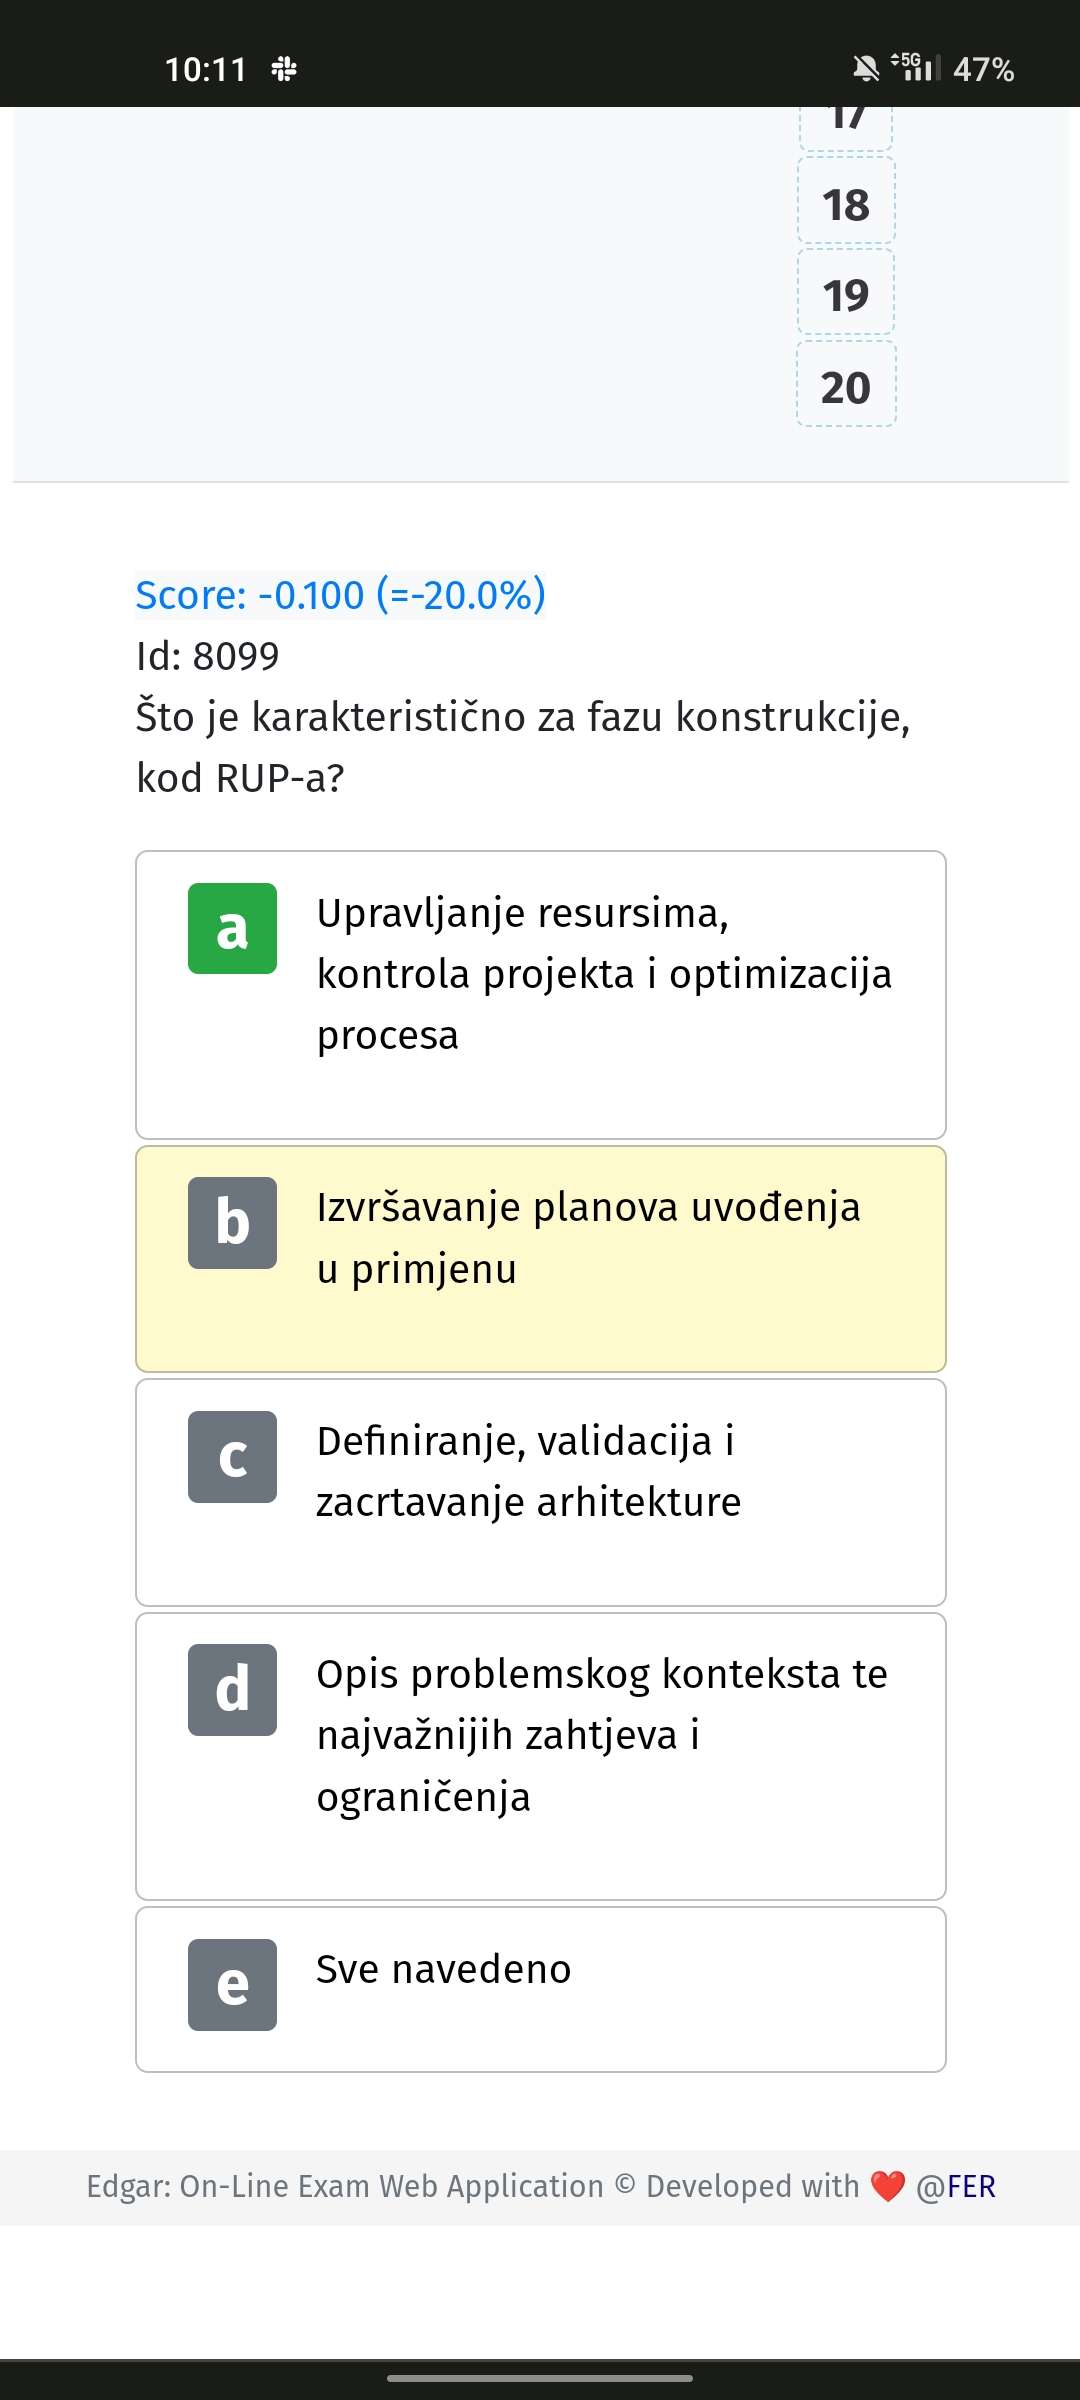 10:11
5G 47%
17
18
19
20
Score: -0.100 (=-20.0%)
Id: 8099
Što je karakteristično za fazu konstrukcije,
kod RUP-a?
a
Upravljanje resursima,
kontrola projekta i optimizacija
procesa
b
Izvršavanje planova uvođenja
u primjenu
c
Definiranje, validacija i
zacrtavanje arhitekture
d
Opis problemskog konteksta te
najvažnijih zahtjeva i
ograničenja
e
Sve navedeno
Edgar: On-Line Exam Web Application © Developed with ❤️ @FER